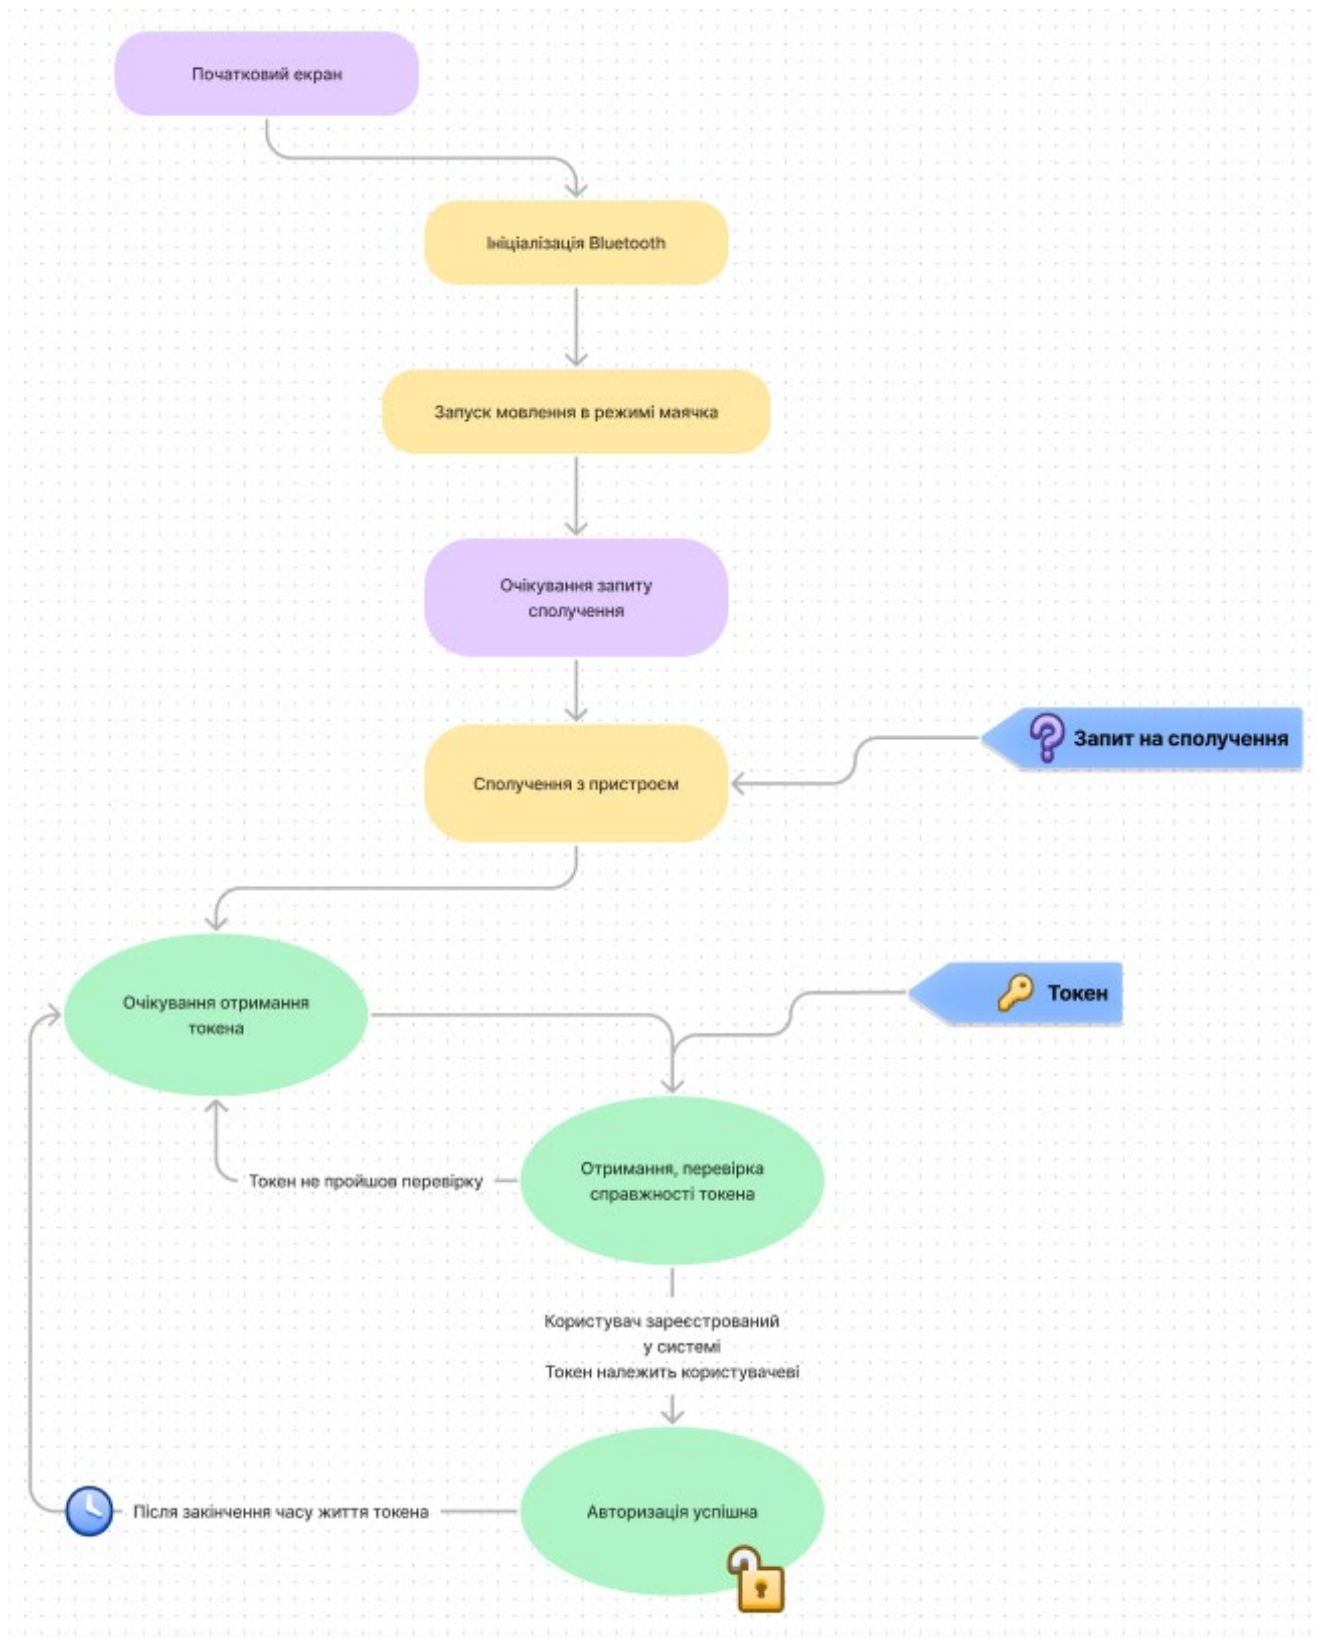 Початковий екран
Ініціалізація Bluetooth
Запуск мовлення в режимі маячка
Очікування запиту
сполучення
Запит на сполучення
Сполучення з пристроєм
Токен
Очікування отримання
токена
Отримання, перевірка
справжності токена
Токен не пройшов перевірку
Користувач зареєстрований
у системі
Токен належить користувачеві
Після закінчення часу життя токена
Авторизація успішна